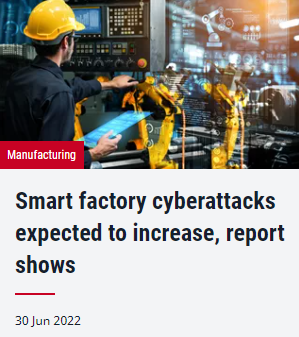 Manufacturing
Smart factory cyberattacks
expected to increase, report
shows
30 Jun 2022